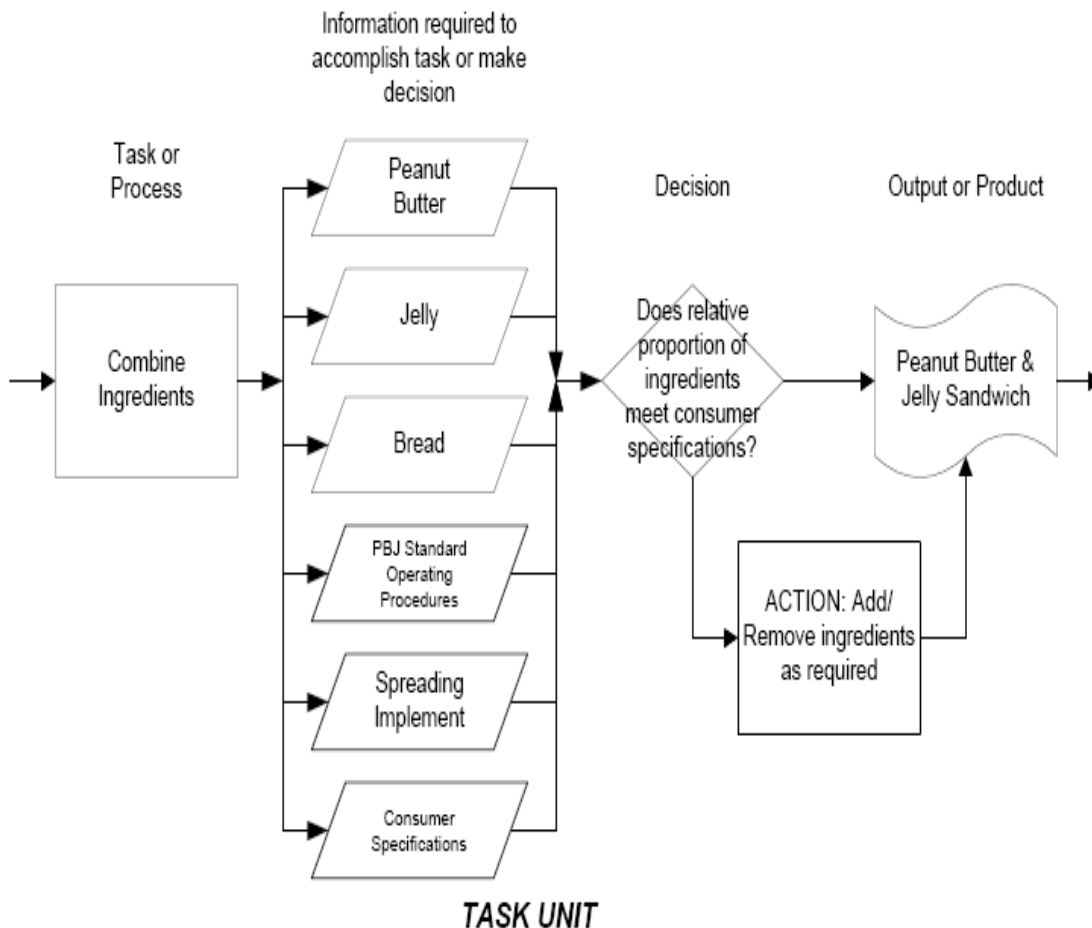 Information required to
accomplish task or make
decision
Task or
Process
Decision
Output or Product
Peanut
Butter
Jelly
Bread
PBJ Standard
Operating
Procedures
Spreading
Implement
Consumer
Specifications
Combine
Ingredients
Does relative
proportion of
ingredients
meet consumer
specifications?
Peanut Butter &
Jelly Sandwich
ACTION: Add/
Remove ingredients
as required
TASK UNIT